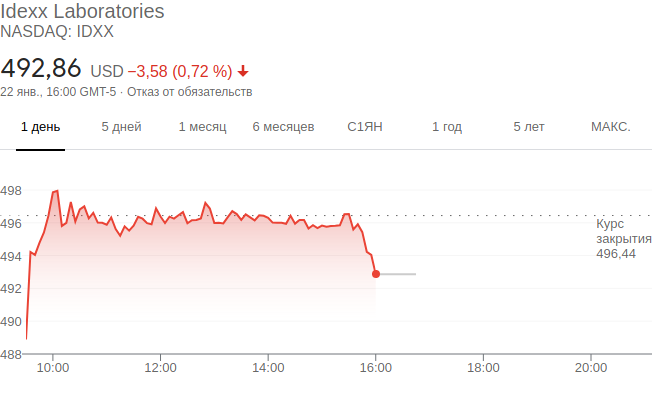 Idexx Laboratories
NASDAQ: IDXX
492,86 USD −3,58 (0,72 %)
22 янв., 16:00 GMT-5 · Отказ от обязательств
1 день 5 дней 1 месяц 6 месяцев С1ЯН 1 год 5 лет МАКС.
498
496
494
492
490
488
Курс
закрытия
496,44
10:00 12:00 14:00 16:00 18:00 20:00